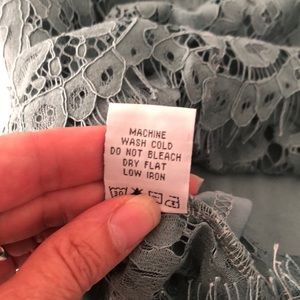 MACHINE
WASH COLD
DO NOT BLEACH
DRY FLAT
LOW IRON